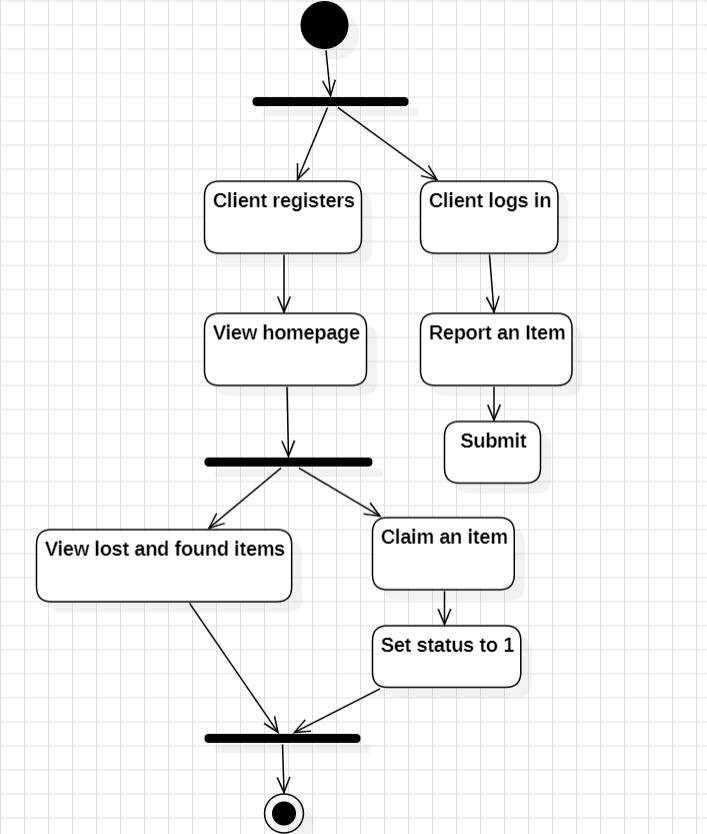 Client registers
Client logs in
View homepage
Report an Item
Submit
View lost and found items
Claim an item
Set status to 1